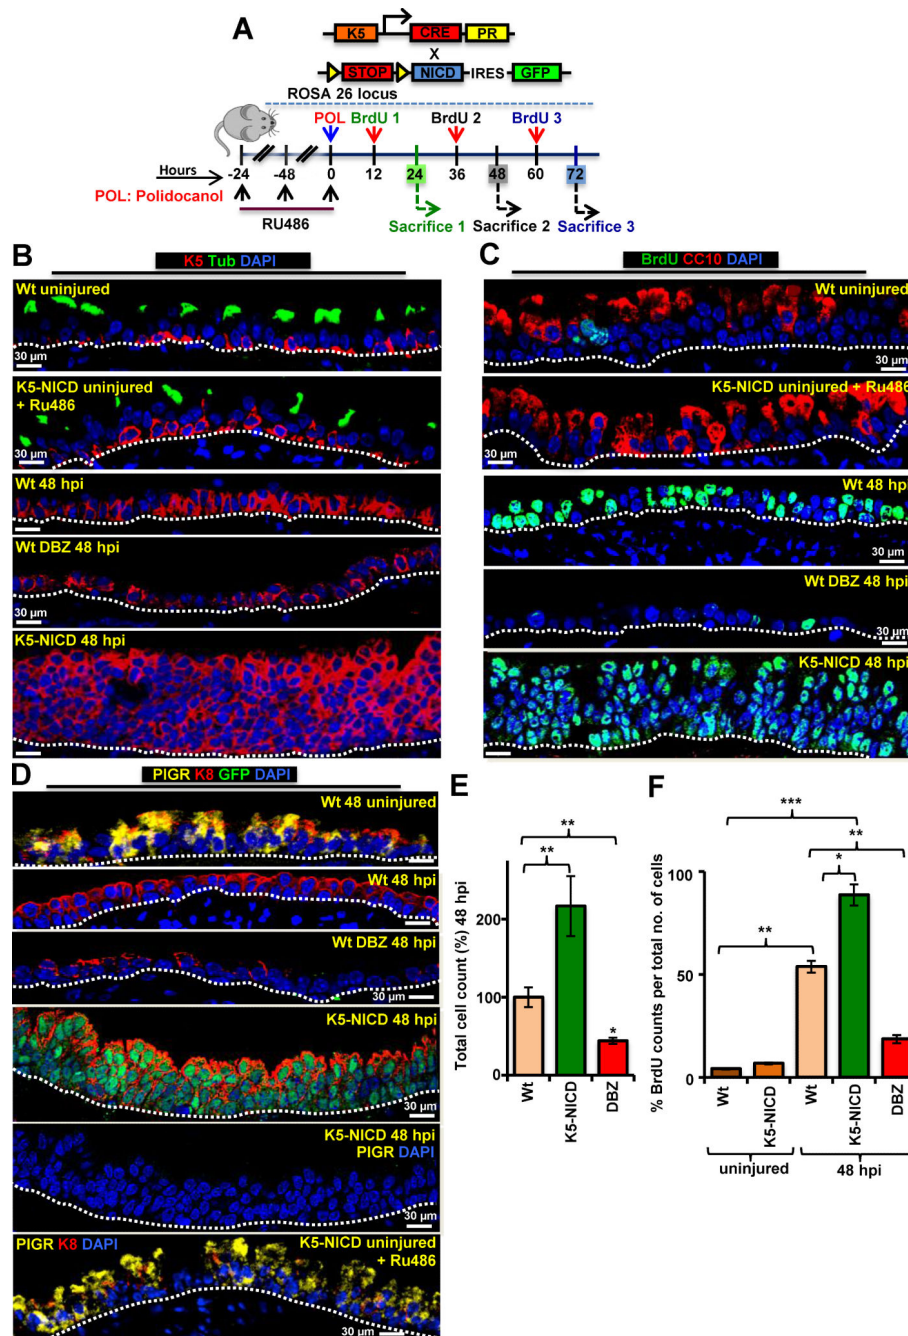 A
K5 CRE PR
X
STOP NICD IRES GFP
ROSA 26 locus
POL BrdU 1 BrdU 2 BrdU 3
Hours -24 -48 0 12 24 36 48 60 72
POL: Polidocanol
RU486
Sacrifice 1 Sacrifice 2 Sacrifice 3
B
K5 Tub DAPI
Wt uninjured
30 µm
K5-NICD uninjured
+ Ru486
30 µm
Wt 48 hpi
Wt DBZ 48 hpi
30 µm
K5-NICD 48 hpi
C
BrdU CC10 DAPI
Wt uninjured
30 µm
K5-NICD uninjured + Ru486
30 µm
Wt 48 hpi
30 µm
Wt DBZ 48 hpi
30 µm
K5-NICD 48 hpi
D
PIGR K8 GFP DAPI
Wt 48 uninjured
Wt 48 hpi
Wt DBZ 48 hpi
30 µm
K5-NICD 48 hpi
30 µm
K5-NICD 48 hpi
PIGR DAPI
30 µm
PIGR K8 DAPI
K5-NICD uninjured
+ Ru486
30 µm
E
Total cell count (%) 48 hpi
200
100
0
**
**
*
Wt
K5-NICD
DBZ
F
% BrdU counts per total no. of cells
100
50
0
***
**
*
**
Wt
K5-NICD
Wt
K5-NICD
DBZ
uninjured
48 hpi